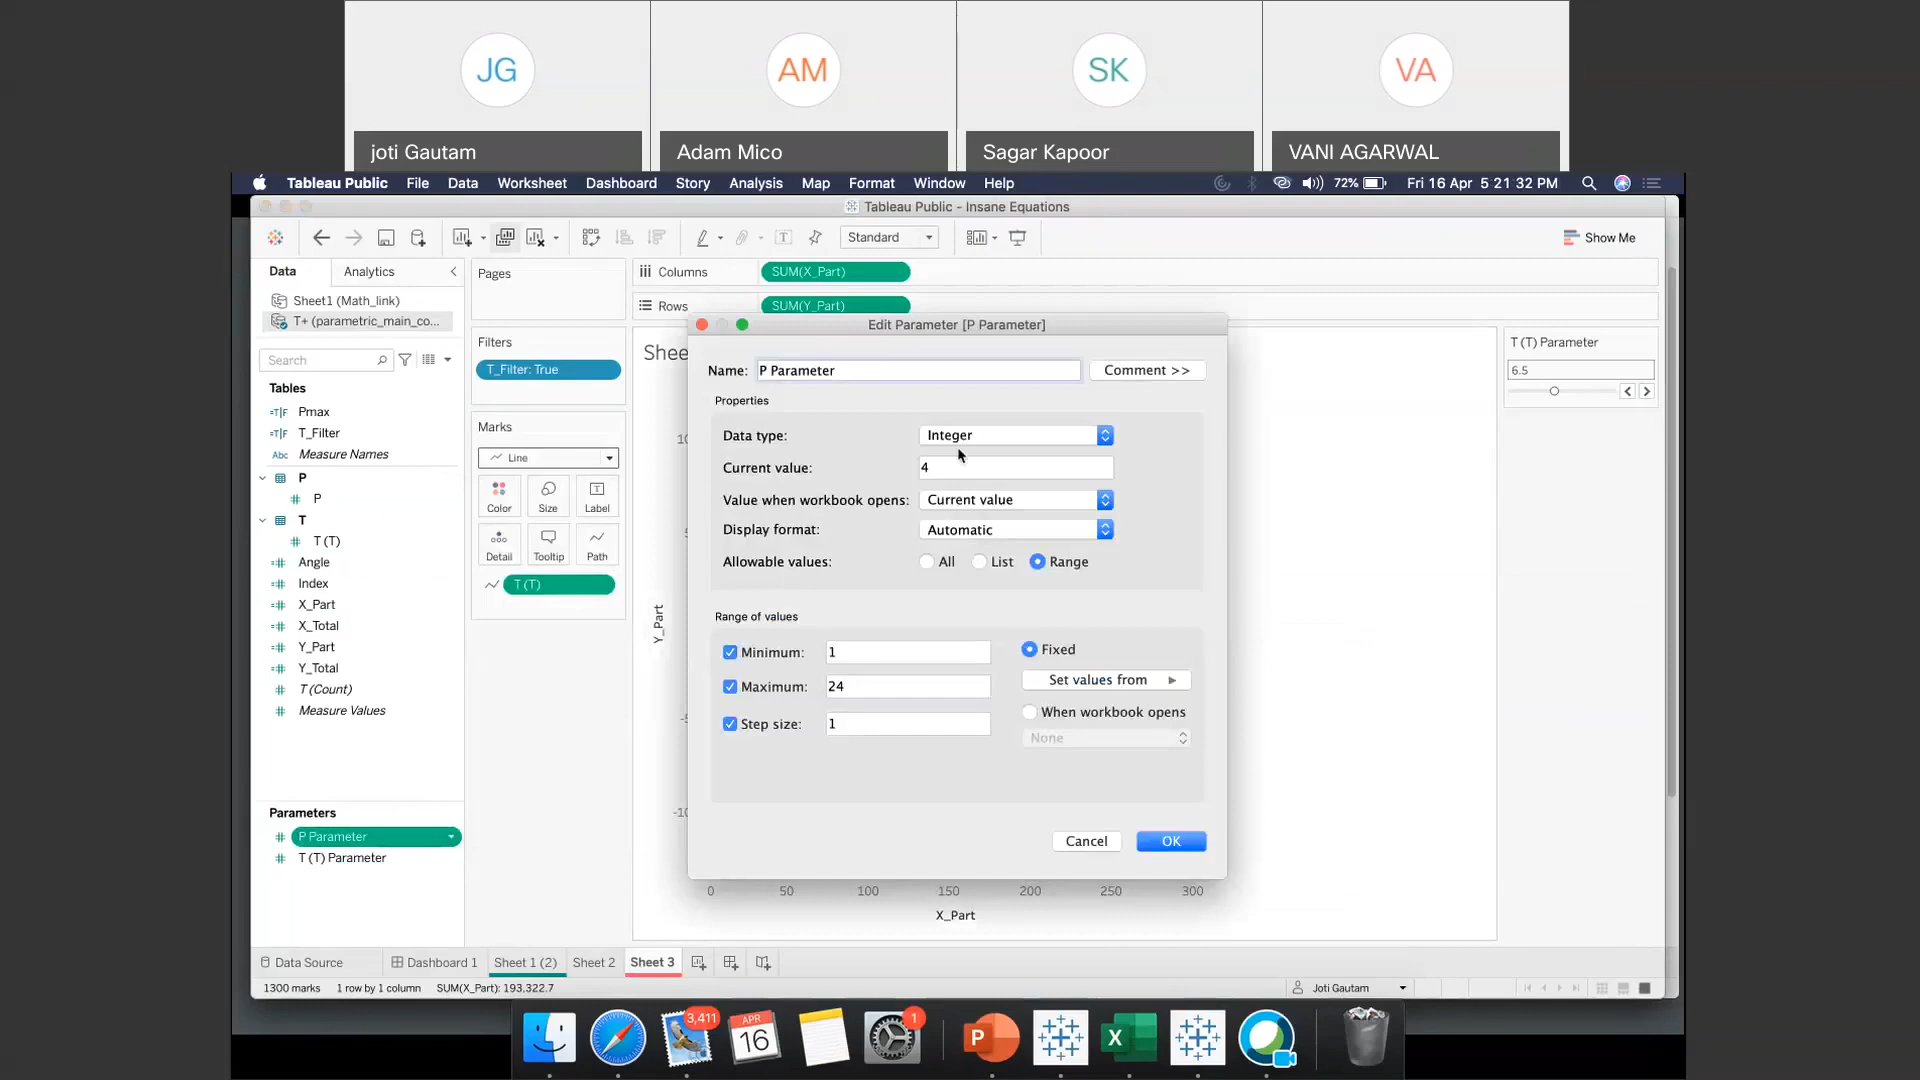 JG
AM
SK
VA
joti Gautam
Adam Mico
Sagar Kapoor
VANI AGARWAL
Tableau Public File Data Worksheet Dashboard Story Analysis Map Format Window Help
72%
Fri 16 Apr 5:21:32 PM
Tableau Public - Insane Equations
Standard
Show Me
Data
Analytics
Sheet1 (Math_link)
T+ (parametric_main_co...
Search
Tables
Pmax
T_Filter
Abc Measure Names
P
P
T
T (T)
Angle
Index
X_Part
X_Total
Y_Part
Y_Total
T (Count)
Measure Values
Parameters
P Parameter
T (T) Parameter
Pages
Filters
T_Filter: True
Marks
Line
Color
Size
Label
Detail
Tooltip
Path
T (T)
Columns
SUM(X_Part)
Rows
SUM(Y_Part)
Shee
Y_Part
Edit Parameter [P Parameter]
Name:
P Parameter
Comment >>
Properties
Data type:
Integer
Current value:
4
Value when workbook opens:
Current value
Display format:
Automatic
Allowable values:
All
List
Range
Range of values
Minimum:
1
Fixed
Maximum:
24
Set values from
Step size:
1
When workbook opens
None
Cancel
OK
0
50
100
150
200
250
300
X_Part
T (T) Parameter
6.5
Data Source
Dashboard 1
Sheet 1 (2)
Sheet 2
Sheet 3
1300 marks
1 row by 1 column
SUM(X_Part): 193,322.7
Joti Gautam
3,411
APR
16
1
P
X